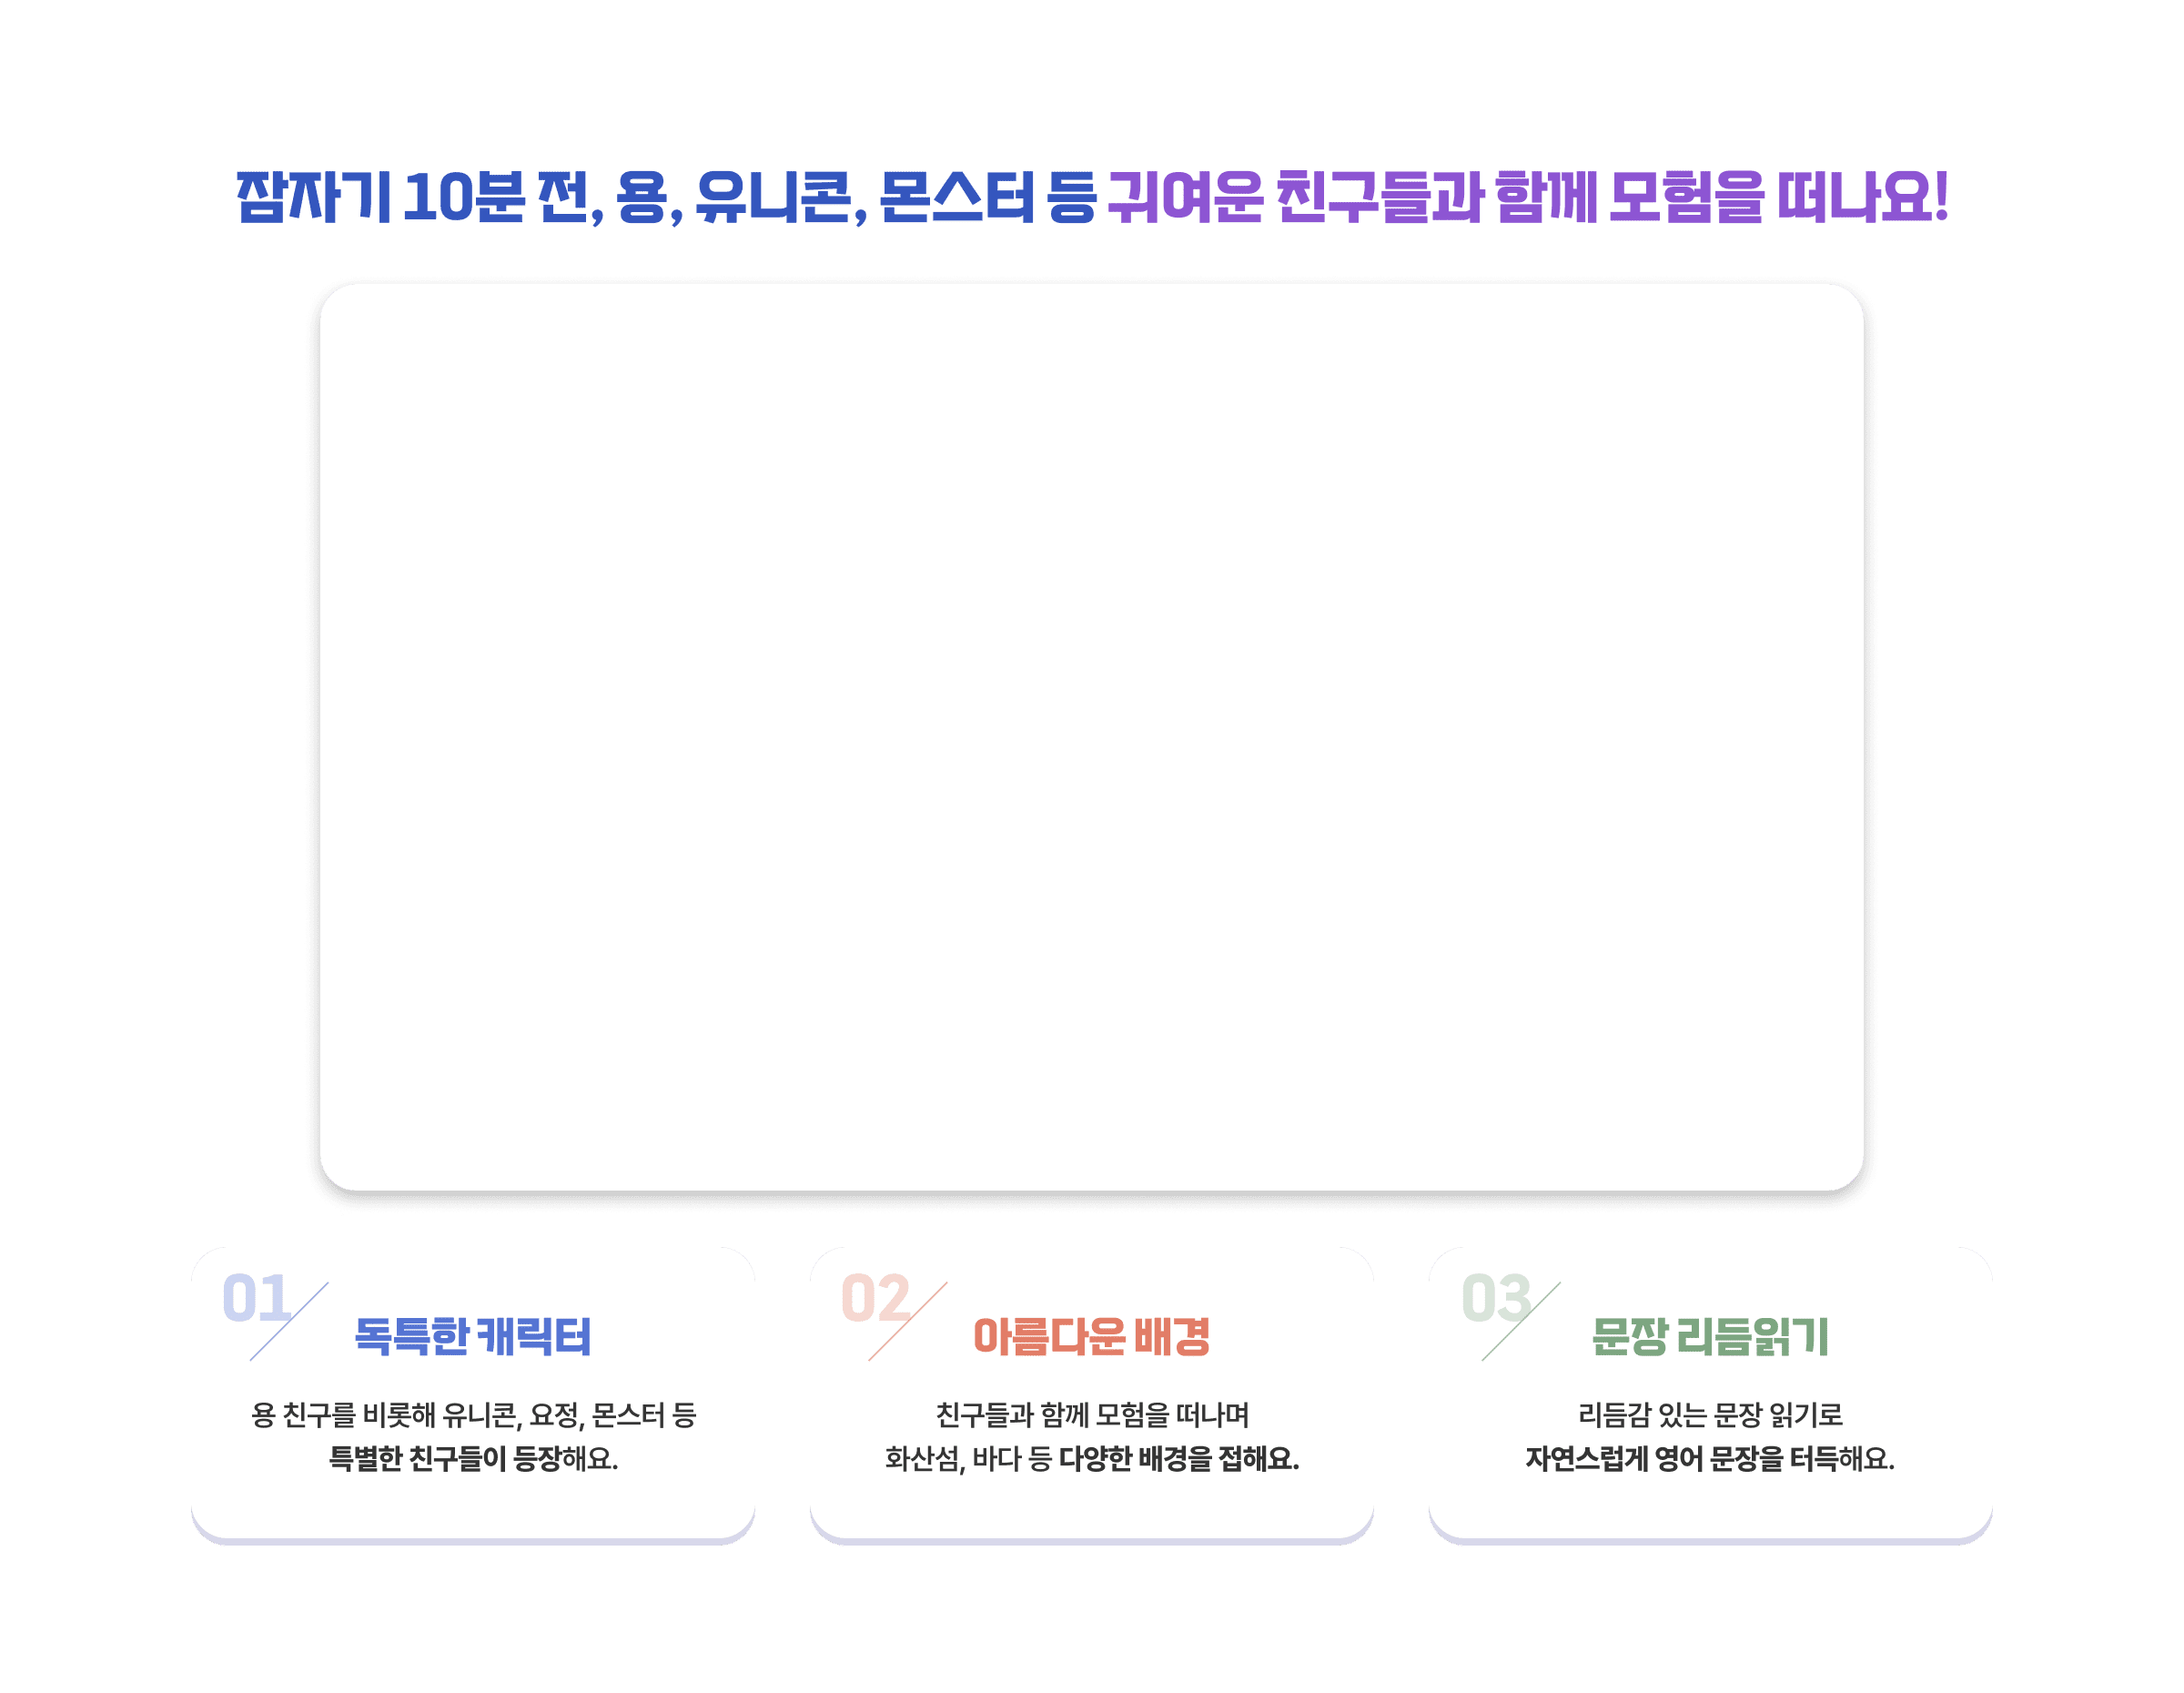 잠자기 10분 전, 용, 유니콘, 몬스터 등 귀여운 친구들과 함께 모험을 떠나요!
01
독특한 캐릭터
용 친구를 비롯해 유니콘, 요정, 몬스터 등
특별한 친구들이 등장해요.
02
아름다운 배경
친구들과 함께 모험을 떠나며
화산섬, 바다 등 다양한 배경을 접해요.
03
문장 리듬읽기
리듬감 있는 문장 읽기로
자연스럽게 영어 문장을 터득해요.